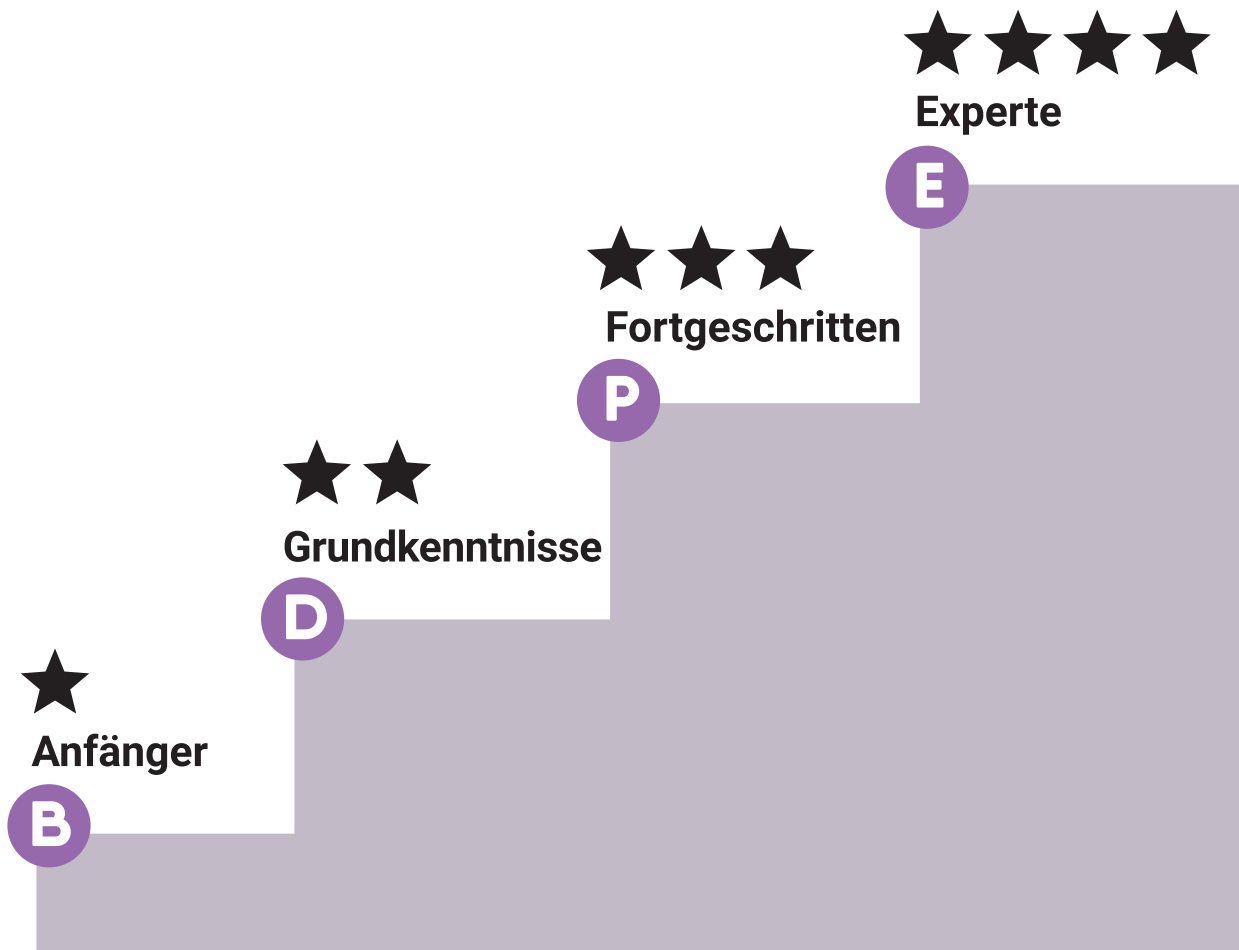 Experte
E
Fortgeschritten
P
Grundkenntnisse
D
Anfänger
B